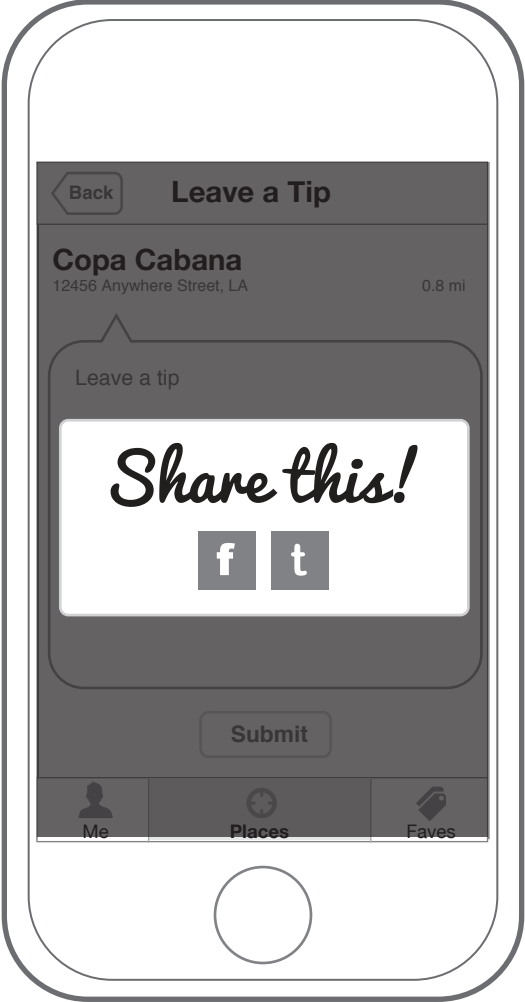 Back Leave a Tip
Copa Cabana
12456 Anywhere Street, LA 0.8 mi
Leave a tip
Share this!
f t
Submit
Me Places Faves